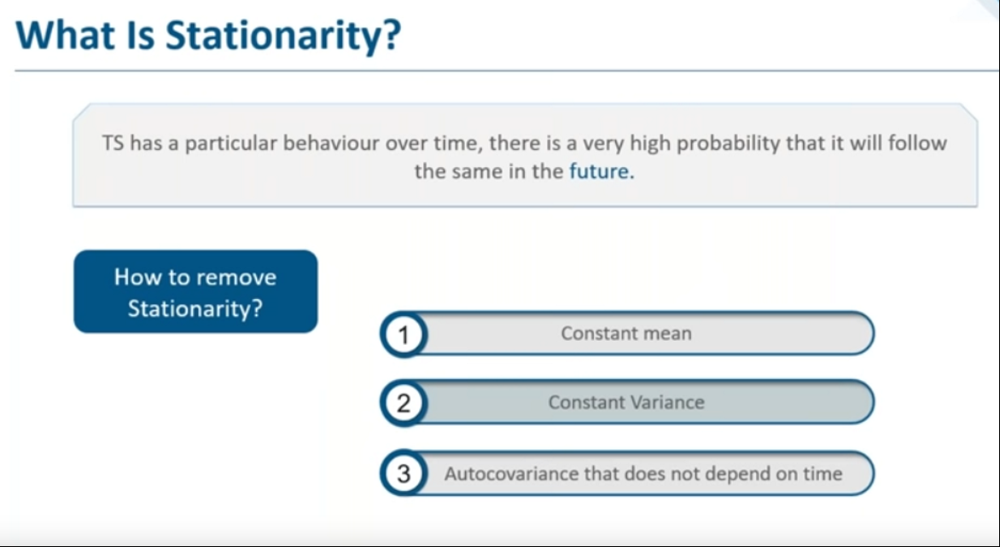 What Is Stationarity?
TS has a particular behaviour over time, there is a very high probability that it will follow
the same in the future.
How to remove
Stationarity?
1 Constant mean
2 Constant Variance
3 Autocovariance that does not depend on time